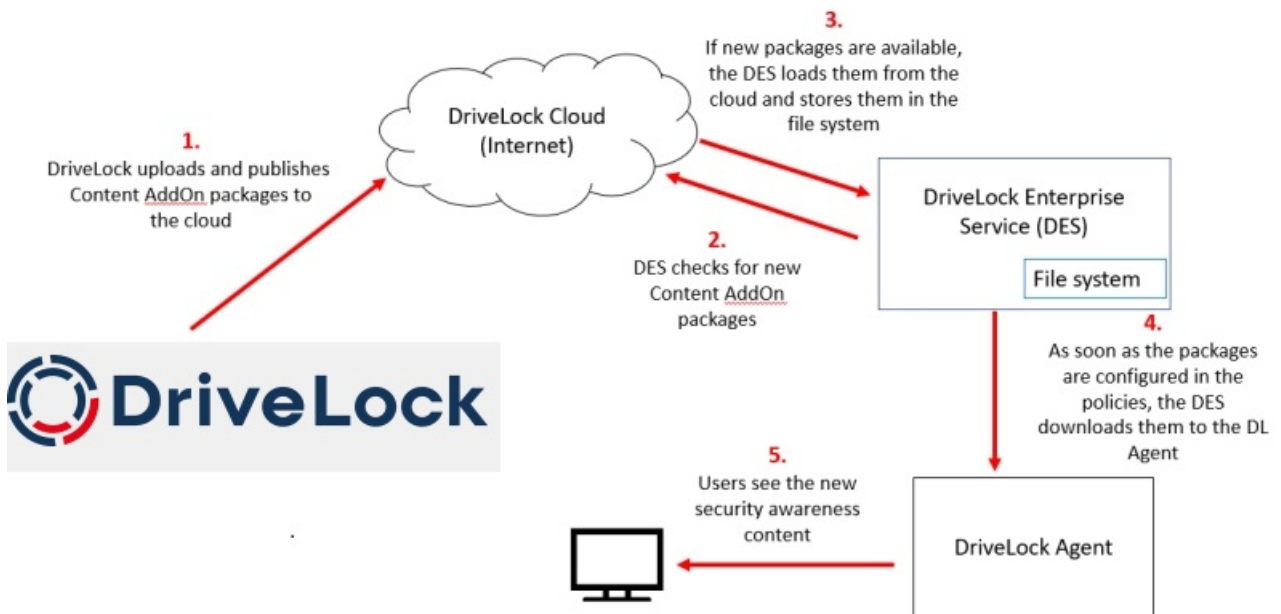 1.
DriveLock uploads and publishes
Content AddOn packages to
the cloud
DriveLock Cloud
(Internet)
3.
If new packages are available,
the DES loads them from the
cloud and stores them in the
file system
2.
DES checks for new
Content AddOn
packages
DriveLock Enterprise
Service (DES)
File system
4.
As soon as the packages
are configured in the
policies, the DES
downloads them to the DL
Agent
DriveLock
5.
Users see the new
security awareness
content
DriveLock Agent